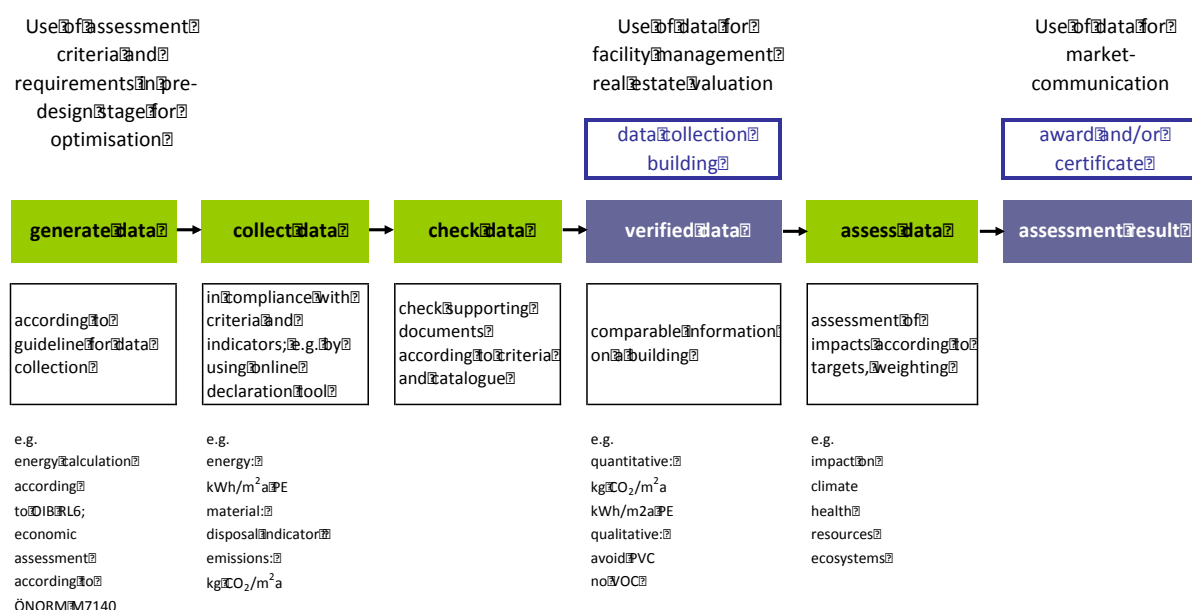 Use of assessment
criteria and
requirements in pre-
design stage for
optimisation
Use of data for
facility management
real estate valuation
Use of data for
market-
communication
data collection
building
award and/or
certificate
generate data
collect data
check data
verified data
assess data
assessment result
according to
guideline for data
collection
in compliance with
criteria and
indicators; e.g. by
using online
declaration tool
check supporting
documents
according to criteria
and catalogue
comparable information
on a building
assessment of
impacts according to
targets, weighting
e.g.
energy calculation
according
to OIB RL6;
economic
assessment
according to
ÖNORM M7140
e.g.
energy:
kWh/m²a PE
material:
disposal indicator
emissions:
kg CO₂/m²a
e.g.
quantitative:
kg CO₂/m²a
kWh/m2a PE
qualitative:
avoid PVC
no VOC
e.g.
impact on
climate
health
resources
ecosystems